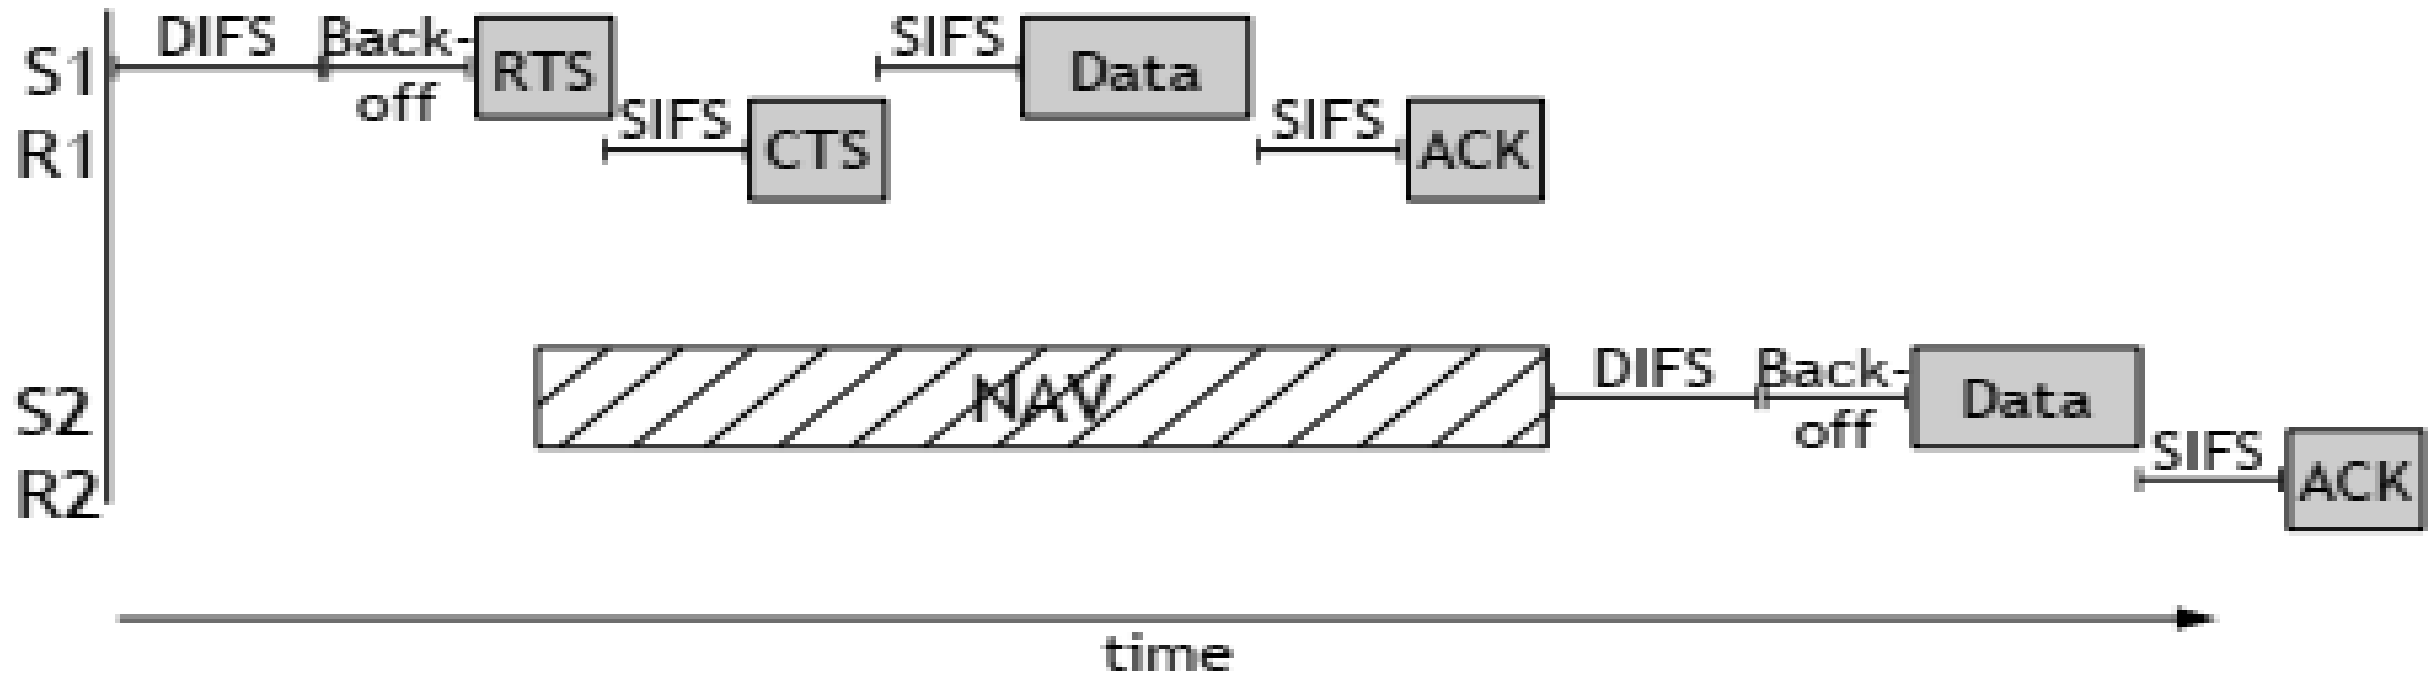 S1 DIFS Back-off RTS SIFS Data
R1 SIFS CTS SIFS ACK
S2 NAV DIFS Back-off Data
R2 SIFS ACK
time